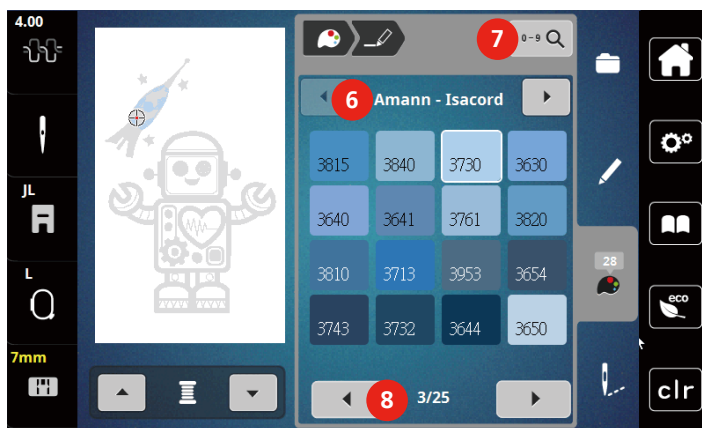 4.00
7
0-9
6
Amann - Isacord
3815 3840 3730 3630
JL
3640 3641 3761 3820
28
L
3810 3713 3953 3654
eco
3743 3732 3644 3650
7mm
8
3/25
clr